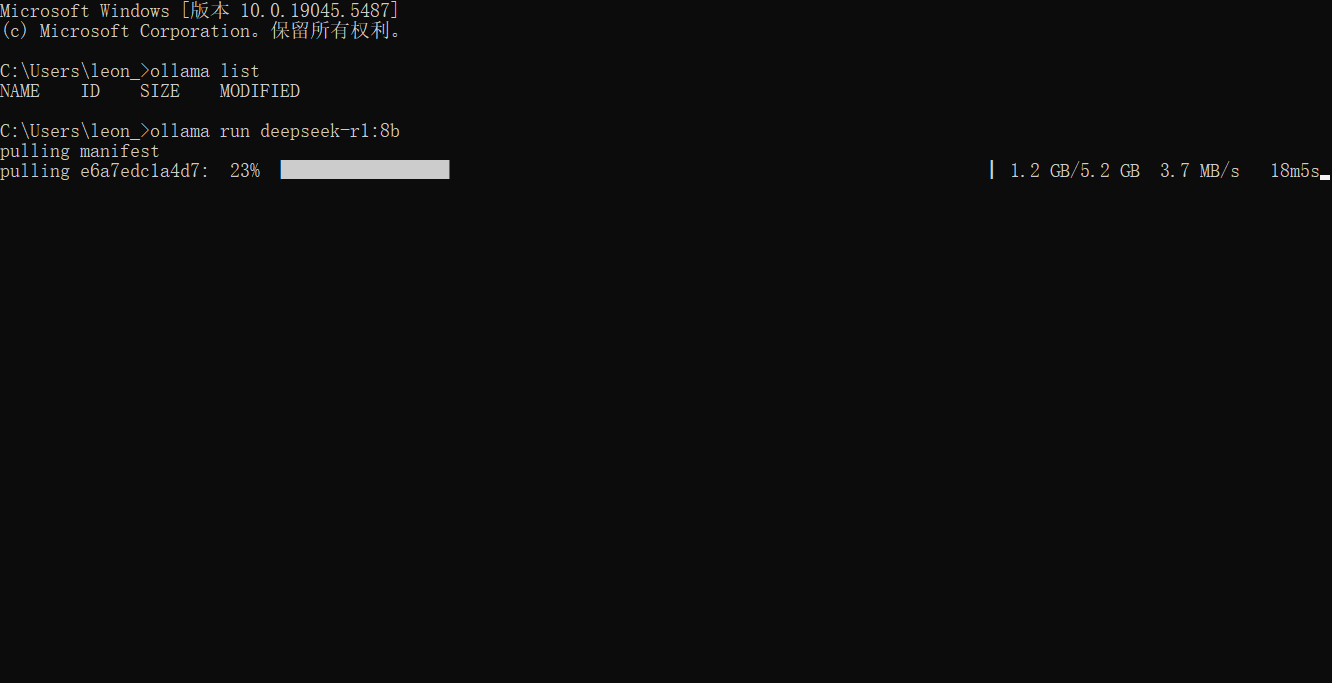 Microsoft Windows [版本 10.0.19045.5487]
(c) Microsoft Corporation。保留所有权利。
C:\Users\leon_>ollama list
NAME    ID    SIZE    MODIFIED
C:\Users\leon_>ollama run deepseek-r1:8b
pulling manifest
pulling e6a7edc1a4d7:  23%  1.2 GB/5.2 GB  3.7 MB/s   18m5s